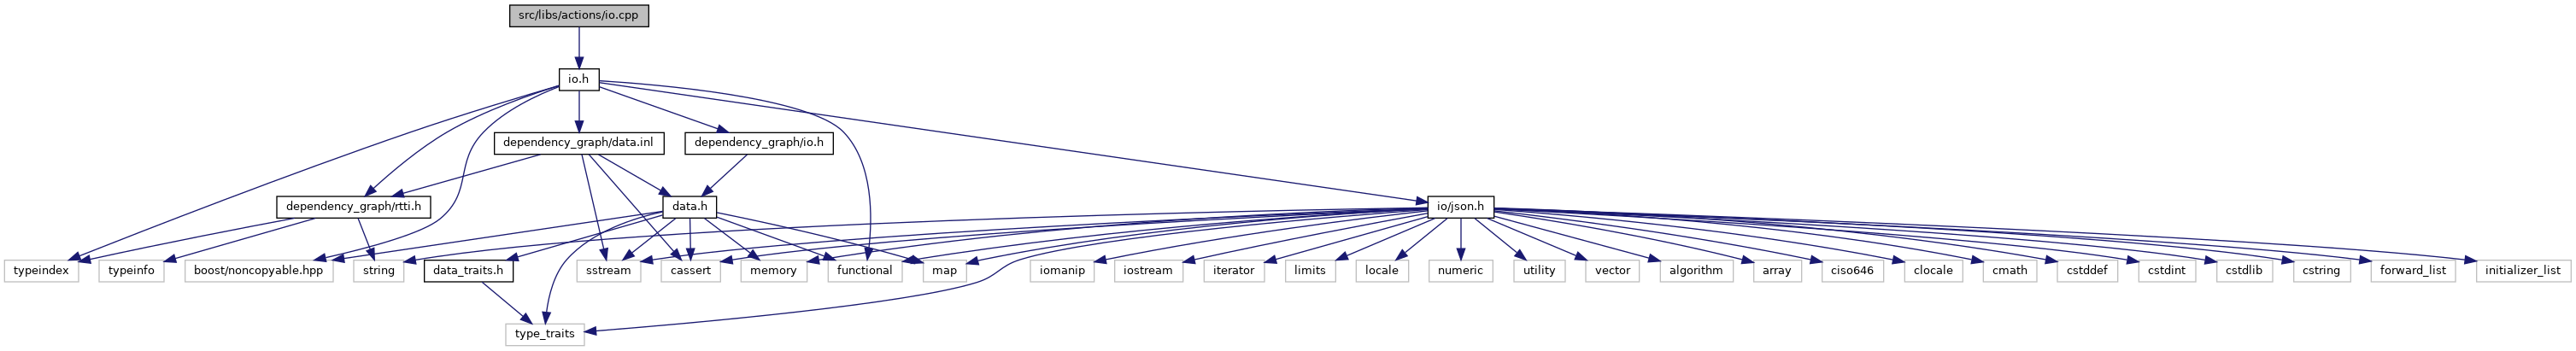 src/libs/actions/io.cpp
io.h
dependency_graph/data.inl
dependency_graph/io.h
dependency_graph/rtti.h
data.h
io/json.h
typeindex
typeinfo
boost/noncopyable.hpp
string
data_traits.h
sstream
cassert
memory
functional
map
iomanip
iostream
iterator
limits
locale
numeric
utility
vector
algorithm
array
ciso646
clocale
cmath
cstddef
cstdint
cstdlib
cstring
forward_list
initializer_list
type_traits